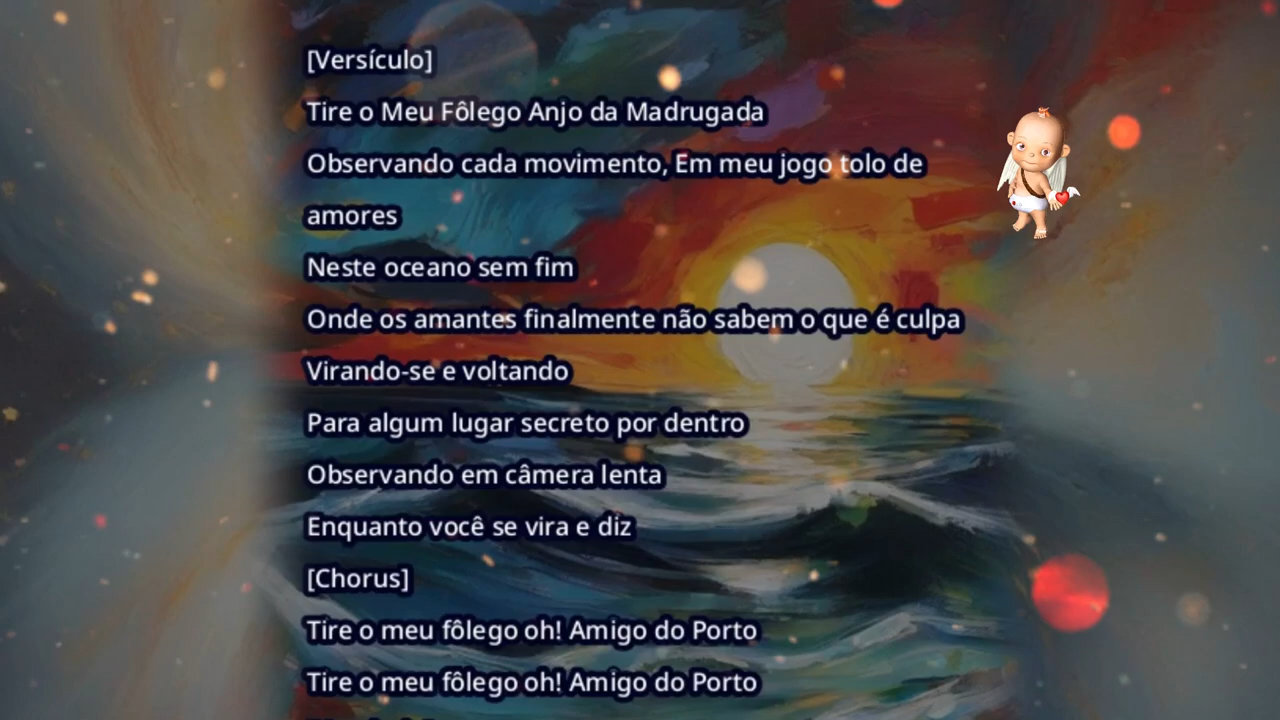 [Versículo]
Tire o Meu Fôlego Anjo da Madrugada
Observando cada movimento, Em meu jogo tolo de
amores
Neste oceano sem fim
Onde os amantes finalmente não sabem o que é culpa
Virando-se e voltando
Para algum lugar secreto por dentro
Observando em câmera lenta
Enquanto você se vira e diz
[Chorus]
Tire o meu fôlego oh! Amigo do Porto
Tire o meu fôlego oh! Amigo do Porto